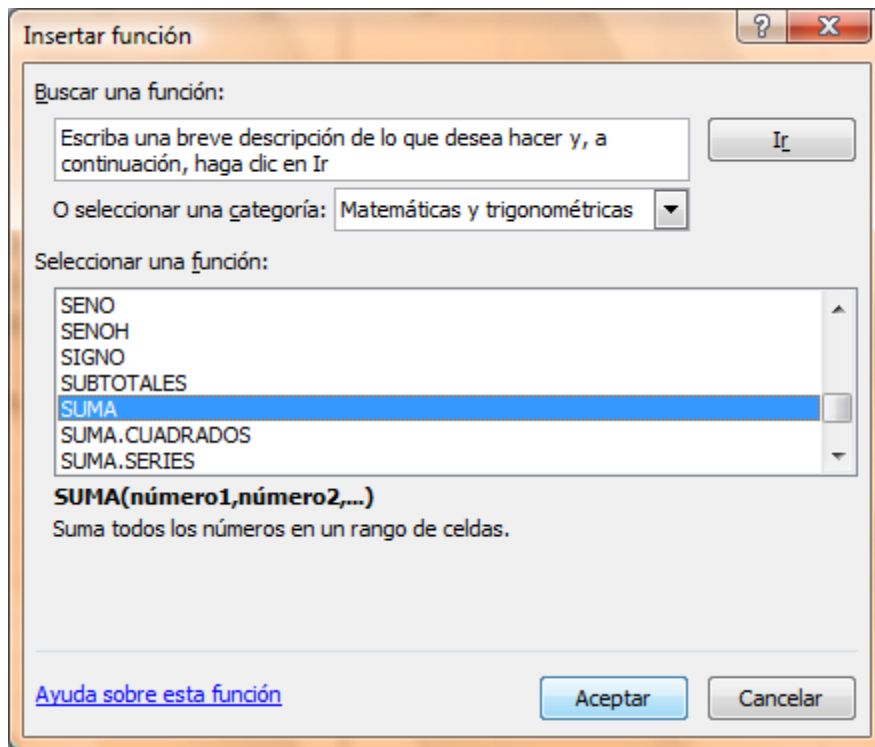 Insertar función
Buscar una función:
Escriba una breve descripción de lo que desea hacer y, a
continuación, haga clic en Ir
Ir
O seleccionar una categoría: Matemáticas y trigonométricas
Seleccionar una función:
SENO
SENOH
SIGNO
SUBTOTALES
SUMA
SUMA.CUADRADOS
SUMA.SERIES
SUMA(número1,número2,...)
Suma todos los números en un rango de celdas.
Ayuda sobre esta función
Aceptar
Cancelar